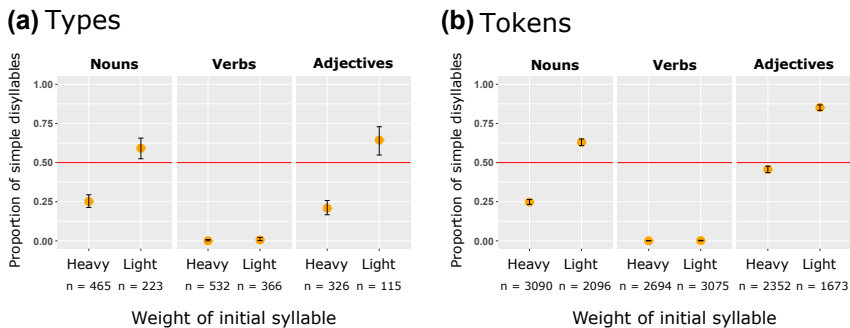 (a) Types
Proportion of simple disyllables
Nouns Verbs Adjectives
1.00
0.75
0.50
0.25
0.00
Heavy Light Heavy Light Heavy Light
n = 465 n = 223 n = 532 n = 366 n = 326 n = 115
Weight of initial syllable
(b) Tokens
Proportion of simple disyllables
Nouns Verbs Adjectives
1.00
0.75
0.50
0.25
0.00
Heavy Light Heavy Light Heavy Light
n = 3090 n = 2096 n = 2694 n = 3075 n = 2352 n = 1673
Weight of initial syllable